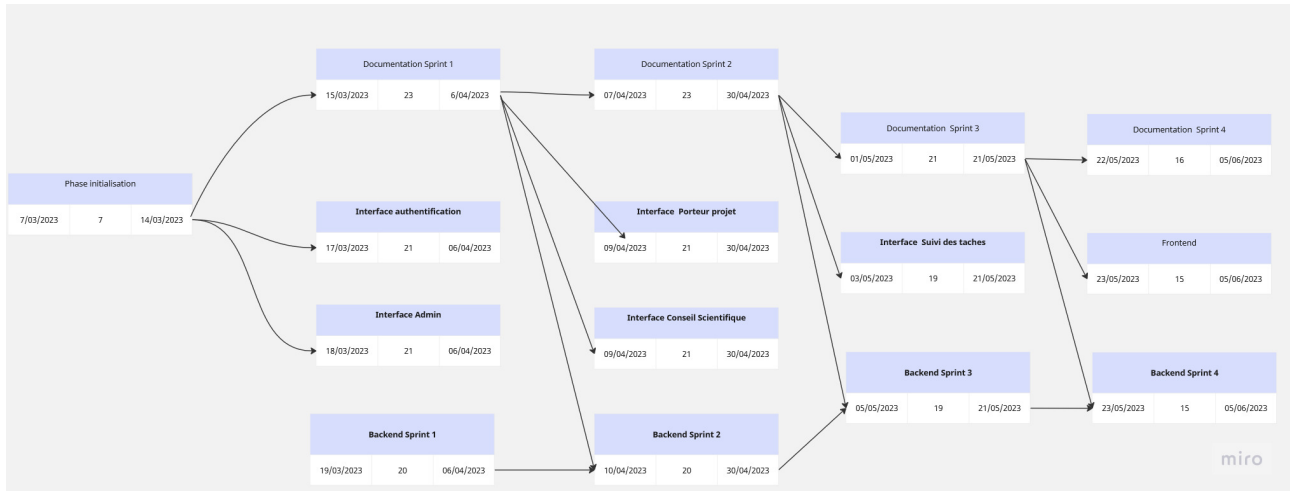 Phase initialisation
7/03/2023 7 14/03/2023
Documentation Sprint 1
15/03/2023 23 6/04/2023
Interface authentification
17/03/2023 21 06/04/2023
Interface Admin
18/03/2023 21 06/04/2023
Backend Sprint 1
19/03/2023 20 06/04/2023
Documentation Sprint 2
07/04/2023 23 30/04/2023
Interface Porteur projet
09/04/2023 21 30/04/2023
Interface Conseil Scientifique
09/04/2023 21 30/04/2023
Backend Sprint 2
10/04/2023 20 30/04/2023
Documentation Sprint 3
01/05/2023 21 21/05/2023
Interface Suivi des taches
03/05/2023 19 21/05/2023
Backend Sprint 3
05/05/2023 19 21/05/2023
Documentation Sprint 4
22/05/2023 16 05/06/2023
Frontend
23/05/2023 15 05/06/2023
Backend Sprint 4
23/05/2023 15 05/06/2023
miro